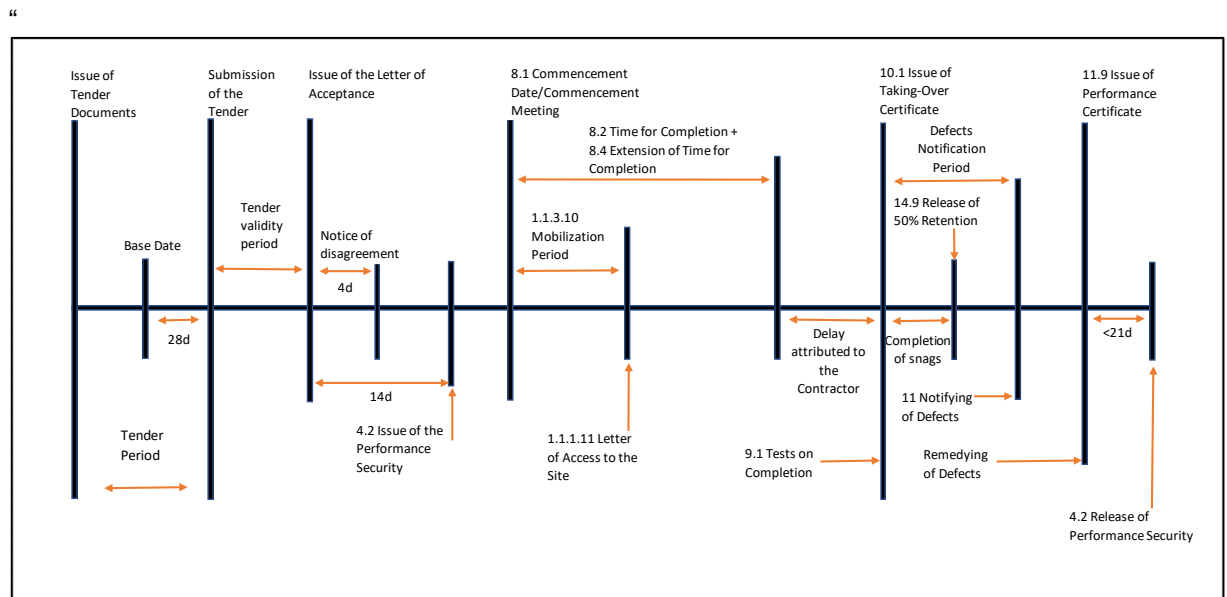 “
Issue of
Tender
Documents
Submission
of the
Tender
Issue of the Letter of
Acceptance
8.1 Commencement
Date/Commencement
Meeting
10.1 Issue of
Taking-Over
Certificate
11.9 Issue of
Performance
Certificate
8.2 Time for Completion +
8.4 Extension of Time for
Completion
Defects
Notification
Period
Tender
validity
period
Base Date
Notice of
disagreement
4d
1.1.3.10
Mobilization
Period
14.9 Release of
50% Retention
28d
14d
Delay
attributed to
the
Contractor
Completion
of snags
<21d
Tender
Period
4.2 Issue of the
Performance
Security
1.1.1.11 Letter
of Access to the
Site
9.1 Tests on
Completion
11 Notifying
of Defects
Remedying
of Defects
4.2 Release of
Performance Security